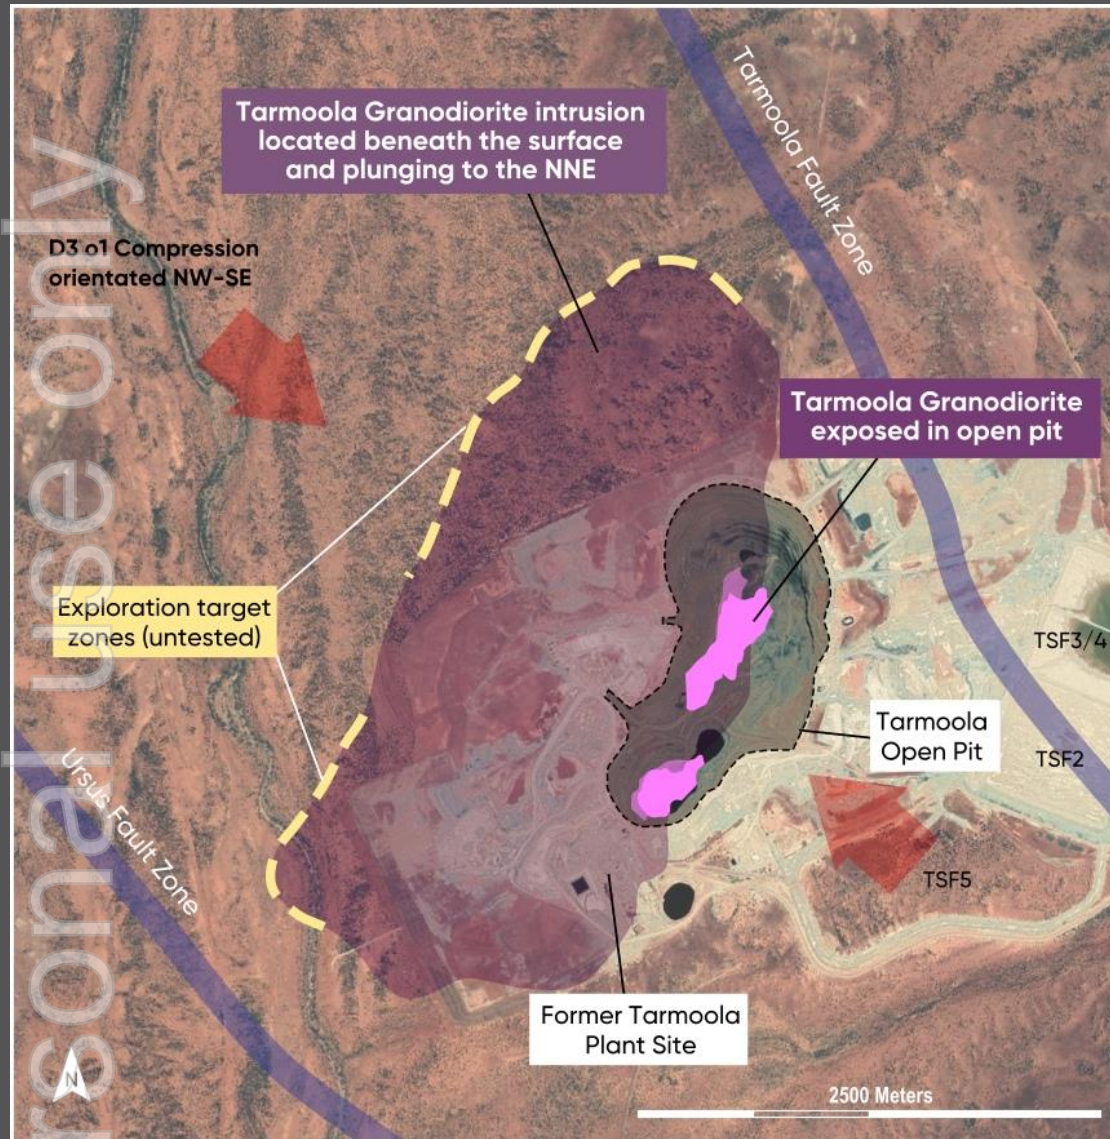 Tarmoola Granodiorite intrusion
located beneath the surface
and plunging to the NNE
Tarmoola Fault Zone
D3 σ1 Compression
orientated NW-SE
Tarmoola Granodiorite
exposed in open pit
Exploration target
zones (untested)
TSF3/4
Tarmoola
Open Pit
TSF2
Ursus Fault Zone
TSF5
Former Tarmoola
Plant Site
N
2500 Meters
rsonal use only